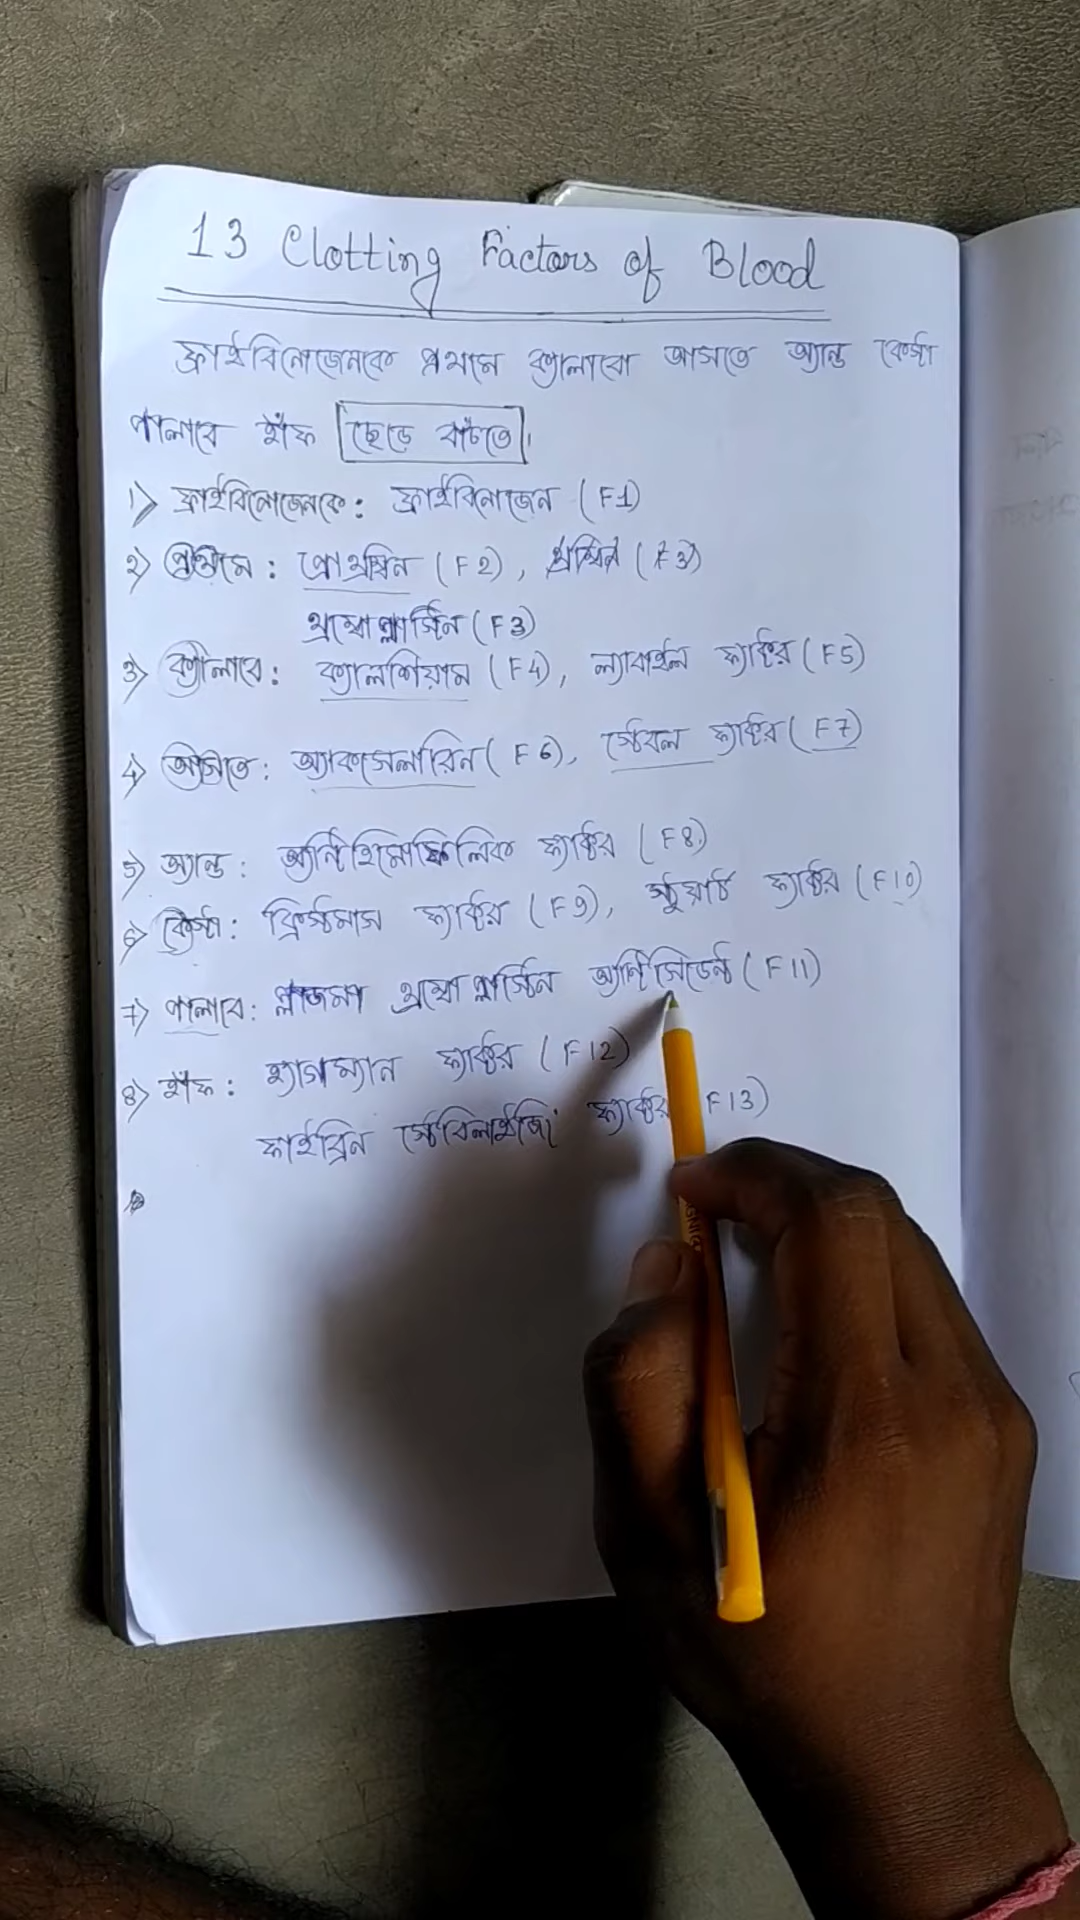 13 Clotting Factors of Blood
ফাইবিনোজেনকে প্রথমে ক্যালাবো আসতে অ্যান্ড কেস্টা
পালাবে হাঁফ ছেড়ে বাঁচতে।
1) ফাইবিনোজেনকে: ফাইবিনোজেন (F1)
2) প্রথমে: প্রোথ্রম্বিন (F2), থ্রম্বিন (F3)
থ্রম্বোপ্লাস্টিন (F3)
3) ক্যালাবে: ক্যালশিয়াম (F4), ল্যাবাইল ফ্যাক্টর (F5)
4) আসতে: অ্যাকসেলারিন (F6), স্টেবল ফ্যাক্টর (F7)
5) অ্যান্ড: অ্যান্টিহিমোফিলিক ফ্যাক্টর (F8)
6) কেস্টা: ক্রিস্টমাস ফ্যাক্টর (F9), স্টুয়ার্ট ফ্যাক্টর (F10)
7) পালাবে: প্লাজমা থ্রম্বোপ্লাস্টিন অ্যান্টিসিডেন্ট (F11)
8) হাঁফ: হ্যাগম্যান ফ্যাক্টর (F12)
ফাইব্রিন স্টেবিলাইজিং ফ্যাক্টর F13)